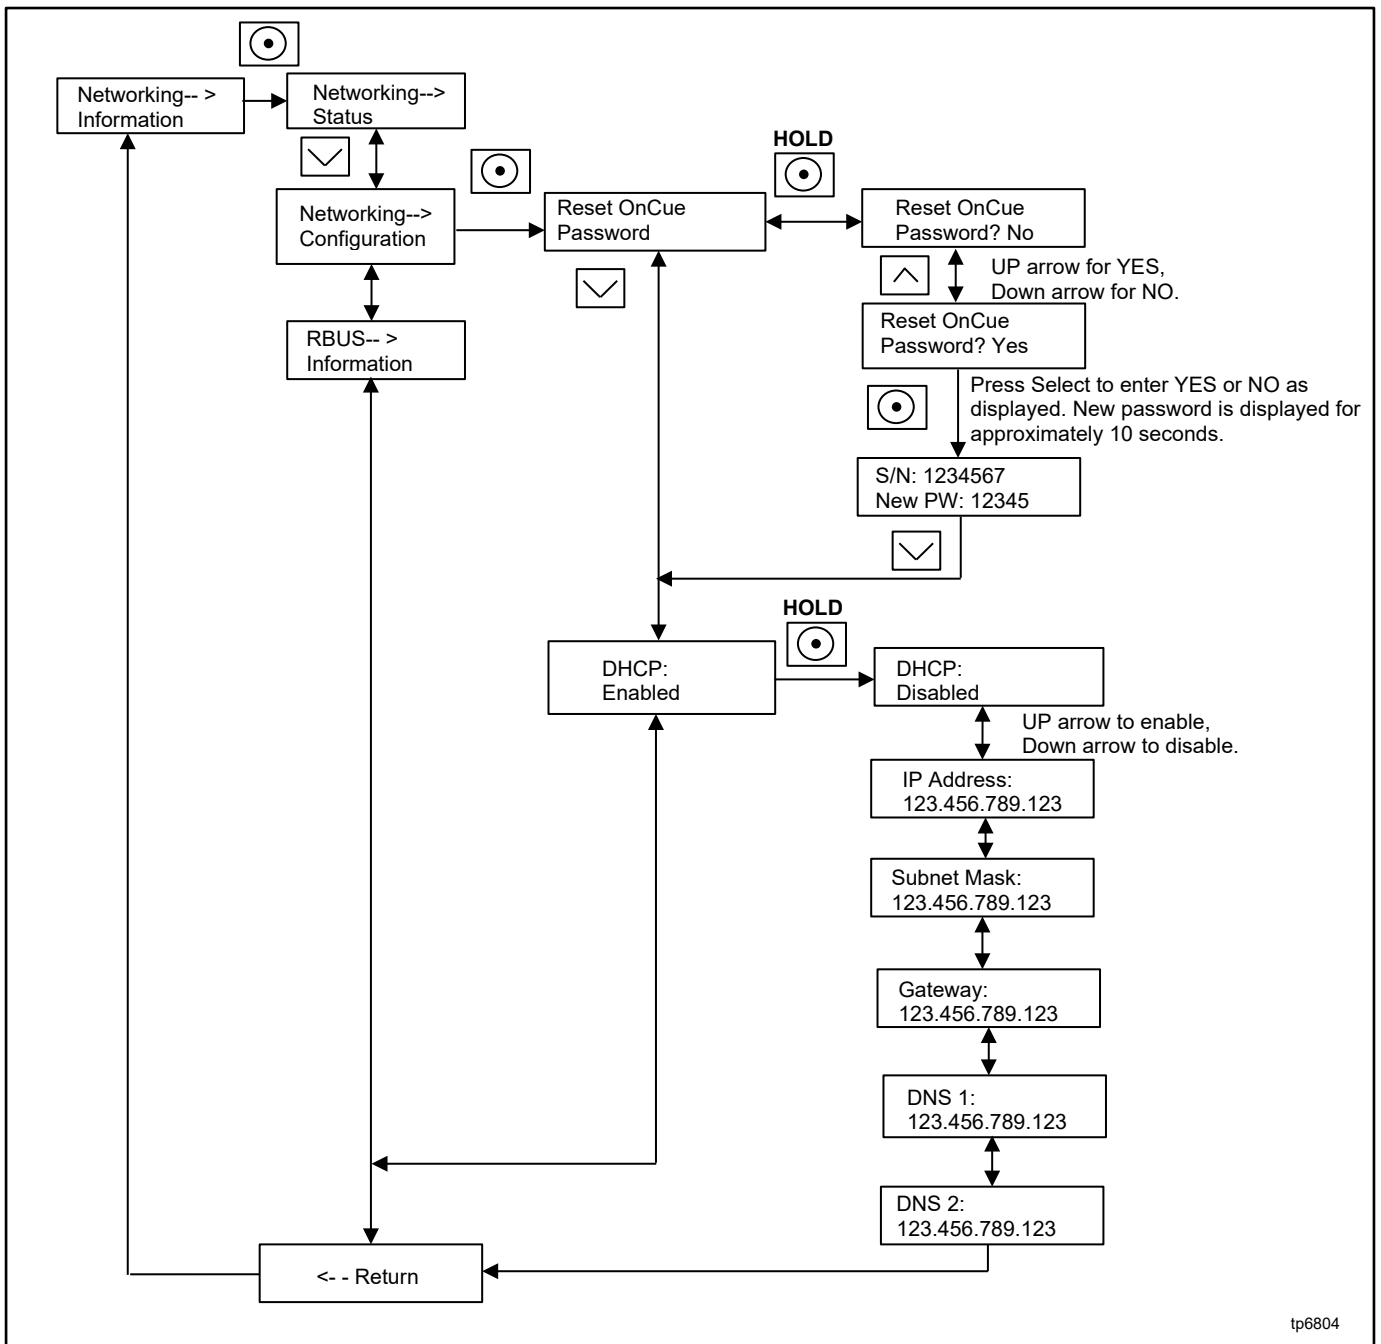 Networking-- >
Information
Networking-->
Status
Networking-->
Configuration
RBUS-- >
Information
Reset OnCue
Password
HOLD
Reset OnCue
Password? No
UP arrow for YES,
Down arrow for NO.
Reset OnCue
Password? Yes
Press Select to enter YES or NO as
displayed. New password is displayed for
approximately 10 seconds.
S/N: 1234567
New PW: 12345
DHCP:
Enabled
HOLD
DHCP:
Disabled
UP arrow to enable,
Down arrow to disable.
IP Address:
123.456.789.123
Subnet Mask:
123.456.789.123
Gateway:
123.456.789.123
DNS 1:
123.456.789.123
DNS 2:
123.456.789.123
<- - Return
tp6804